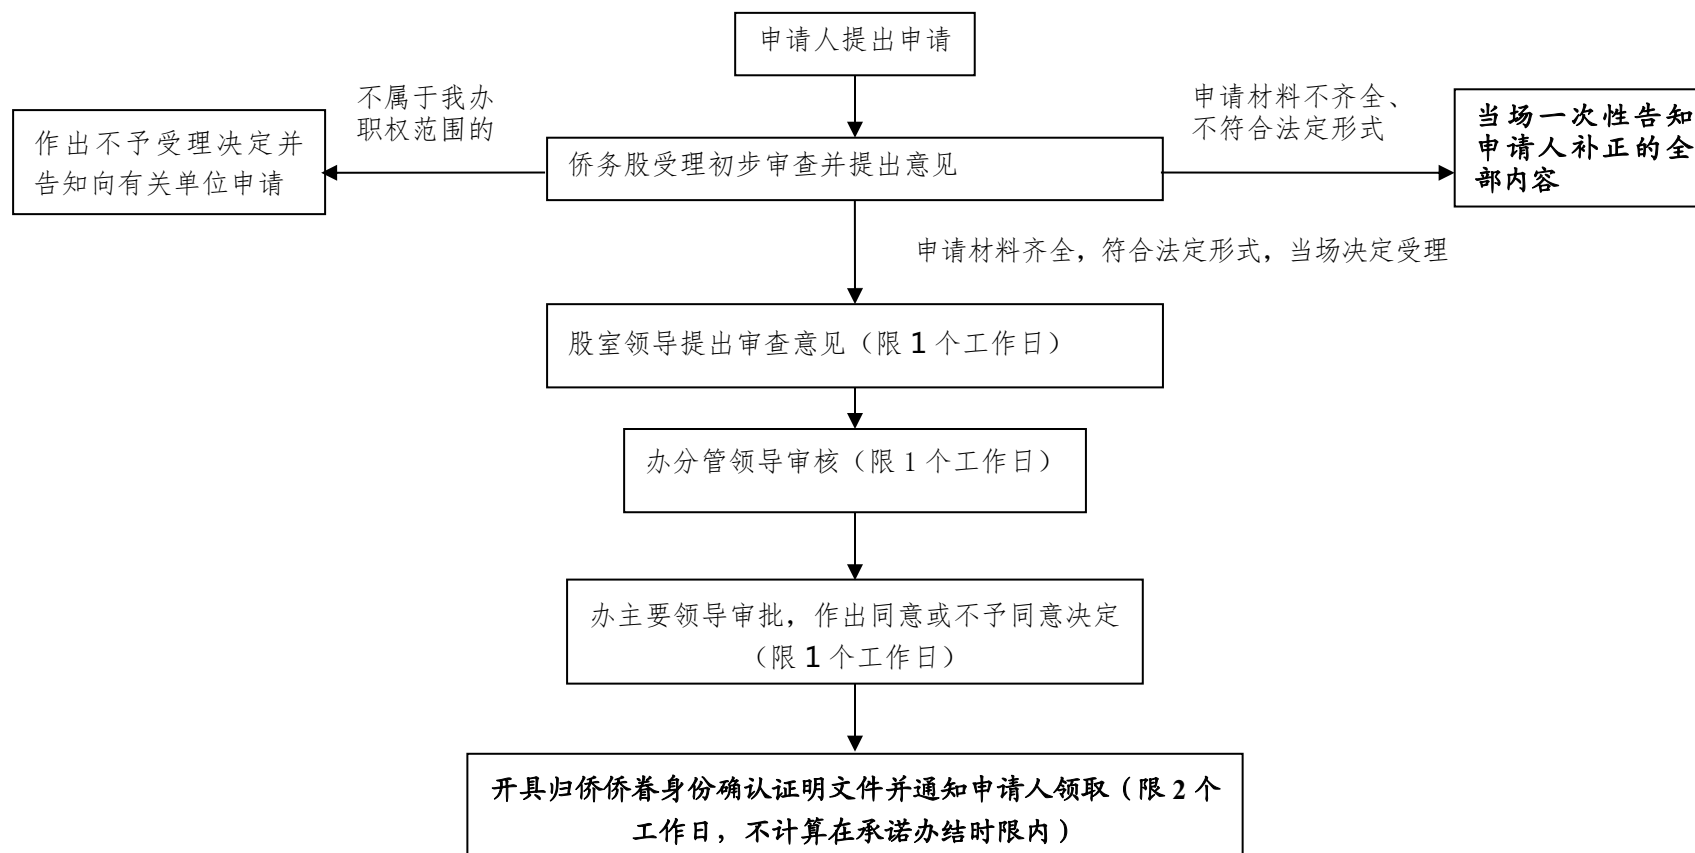 申请人提出申请
不属于我办
职权范围的
申请材料不齐全、
不符合法定形式
作出不予受理决定并
告知向有关单位申请
侨务股受理初步审查并提出意见
当场一次性告知
申请人补正的全
部内容
申请材料齐全，符合法定形式，当场决定受理
股室领导提出审查意见（限 1 个工作日）
办分管领导审核（限 1 个工作日）
办主要领导审批，作出同意或不予同意决定
（限 1 个工作日）
开具归侨侨眷身份确认证明文件并通知申请人领取（限 2 个
工作日，不计算在承诺办结时限内）